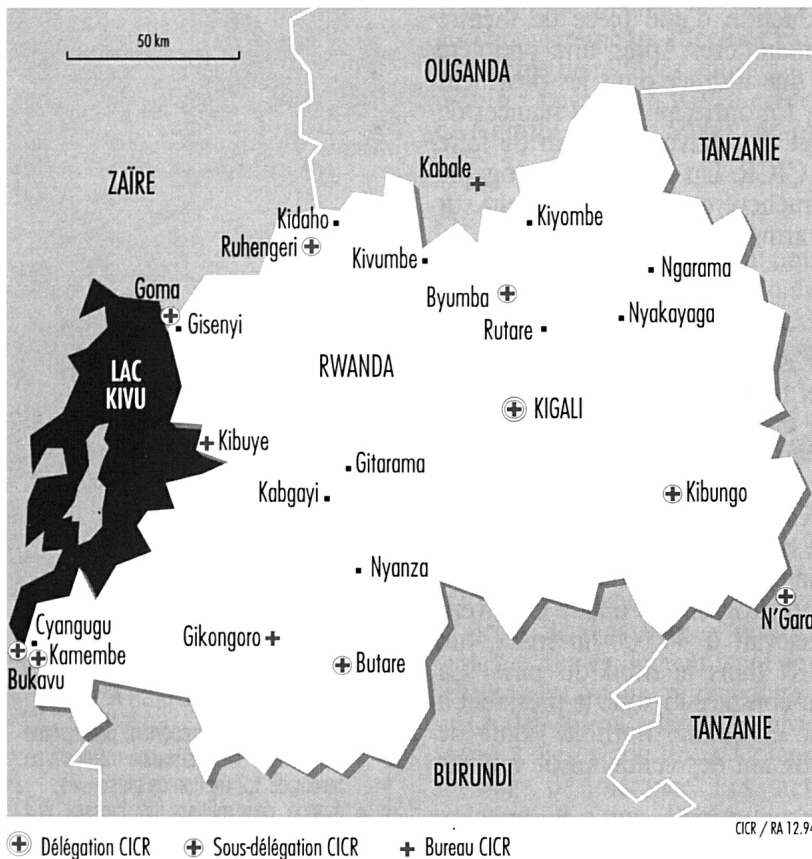 50 km
OUGANDA
TANZANIE
ZAÏRE
Kabale
Kidaho
Kiyombe
Ruhengeri
Kivumbe
Ngarama
Goma
Byumba
Gisenyi
Rutare
Nyakayaga
LAC
KIVU
RWANDA
KIGALI
Kibuye
Gitarama
Kabgayi
Kibungo
Nyanza
N'Gara
Cyangugu
Gikongoro
Kamembe
Butare
Bukavu
TANZANIE
BURUNDI
CICR / RA 12.94
Délégation CICR
Sous-délégation CICR
Bureau CICR